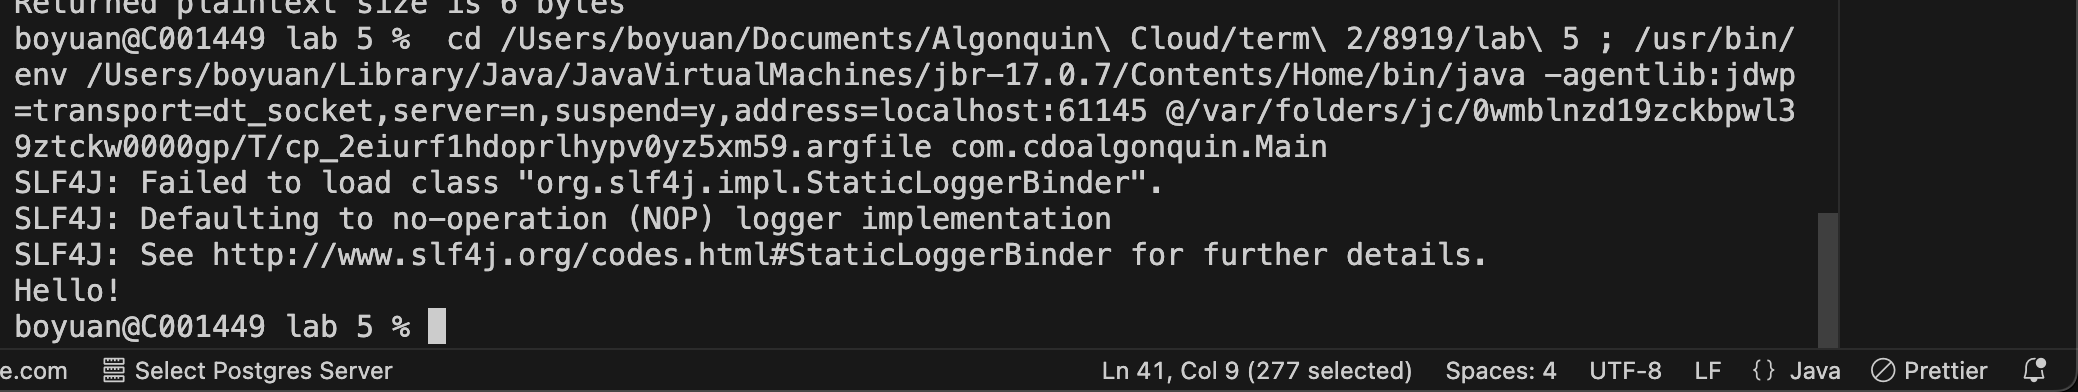 Returned plaintext size is 6 bytes
boyuan@C001449 lab 5 %  cd /Users/boyuan/Documents/Algonquin\ Cloud/term\ 2/8919/lab\ 5 ; /usr/bin/
env /Users/boyuan/Library/Java/JavaVirtualMachines/jbr-17.0.7/Contents/Home/bin/java -agentlib:jdwp
=transport=dt_socket,server=n,suspend=y,address=localhost:61145 @/var/folders/jc/0wmblnzd19zckbpwl3
9ztckw0000gp/T/cp_2eiurf1hdoprlhypv0yz5xm59.argfile com.cdoalgonquin.Main
SLF4J: Failed to load class "org.slf4j.impl.StaticLoggerBinder".
SLF4J: Defaulting to no-operation (NOP) logger implementation
SLF4J: See http://www.slf4j.org/codes.html#StaticLoggerBinder for further details.
Hello!
boyuan@C001449 lab 5 %
e.com Select Postgres Server Ln 41, Col 9 (277 selected) Spaces: 4 UTF-8 LF {} Java Prettier